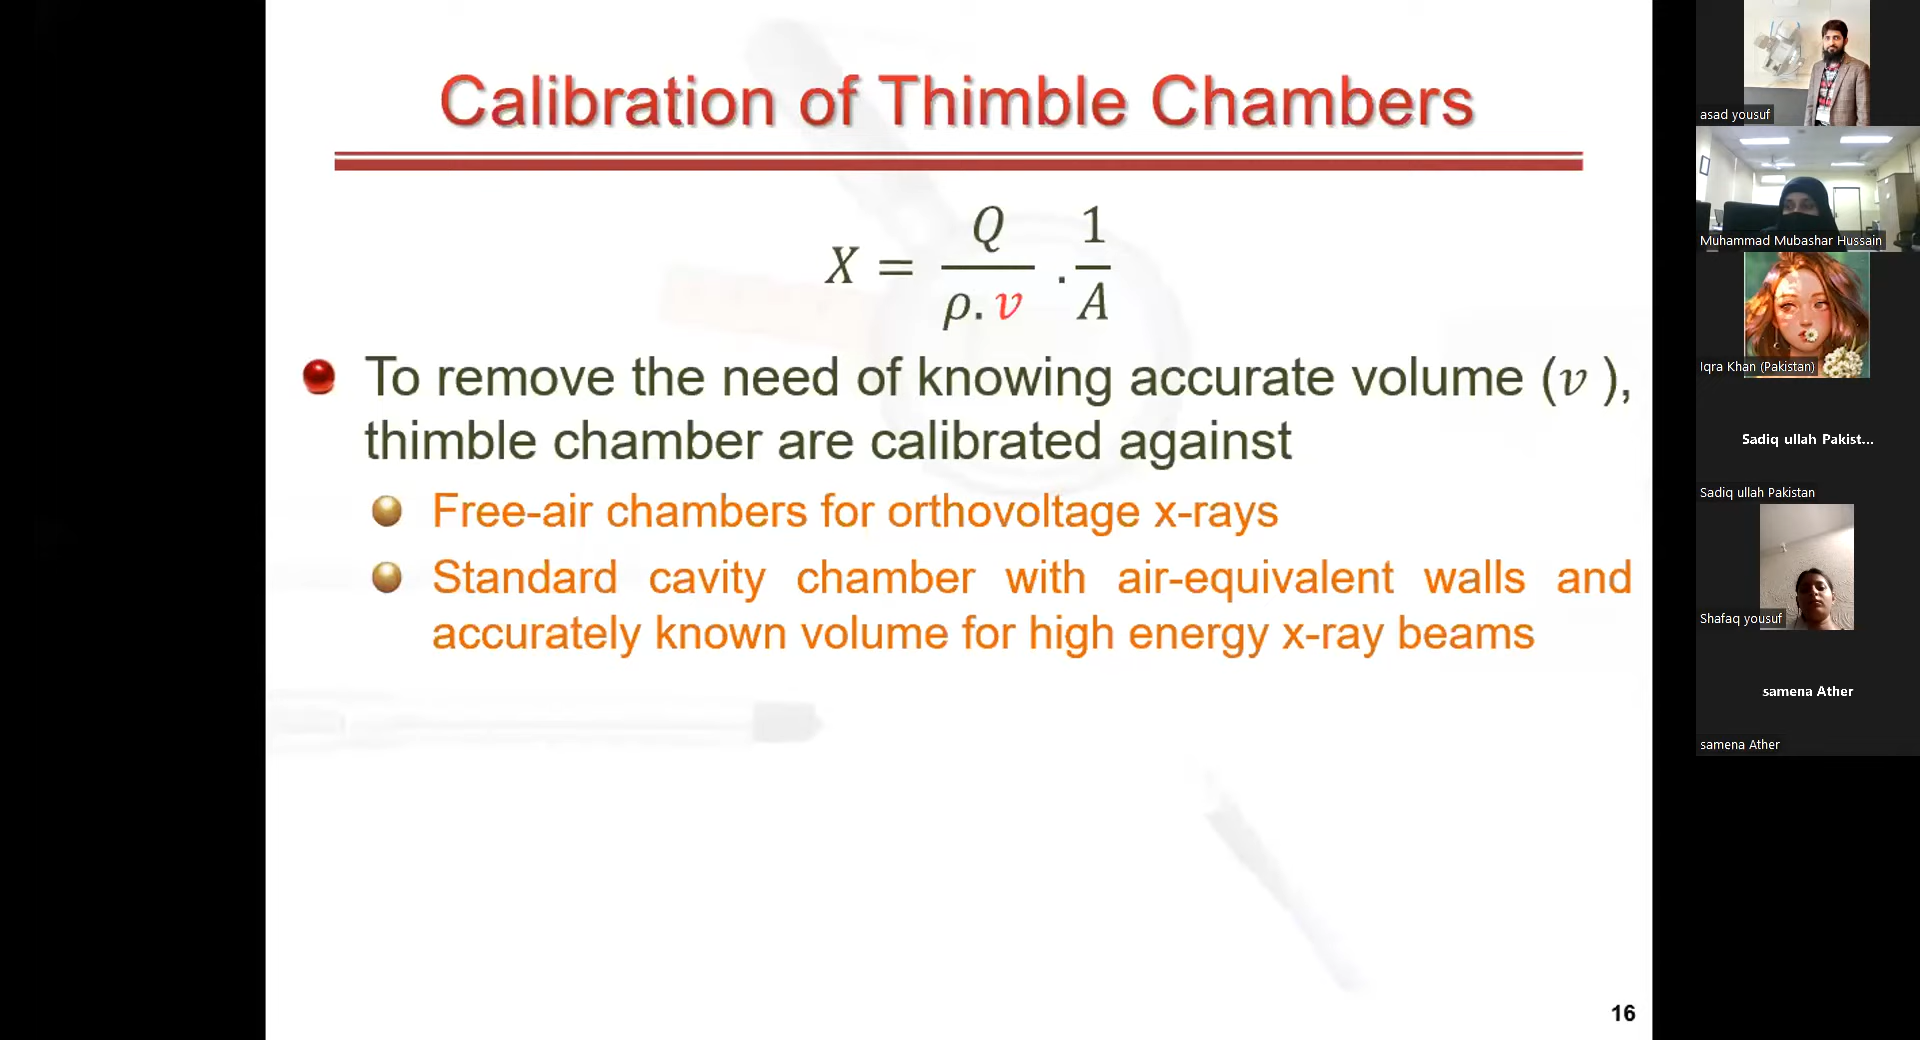 Calibration of Thimble Chambers
X = Q / ρ. v . 1 / A
To remove the need of knowing accurate volume (v ),
thimble chamber are calibrated against
Free-air chambers for orthovoltage x-rays
Standard cavity chamber with air-equivalent walls and
accurately known volume for high energy x-ray beams
16
asad yousuf
Muhammad Mubashar Hussain
Iqra Khan (Pakistan)
Sadiq ullah Pakist...
Sadiq ullah Pakistan
Shafaq yousuf
samena Ather
samena Ather